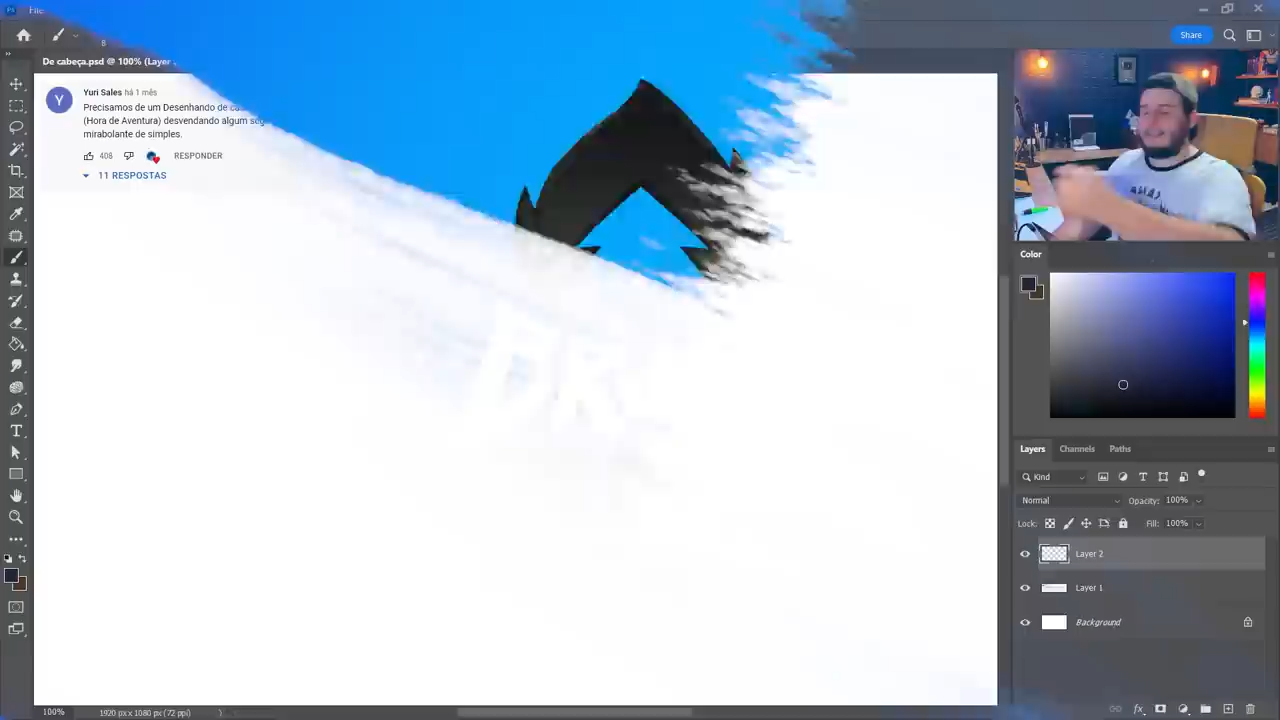 File
8
Share
De cabeça.psd @ 100% (Layer
Y
Yuri Sales há 1 mês
Precisamos de um Desenhando de
(Hora de Aventura) desvendando algum
mirabolante de simples.
408 RESPONDER
11 RESPOSTAS
Color
Layers Channels Paths
Kind
Normal Opacity: 100%
Lock: Fill: 100%
Layer 2
Layer 1
Background
100% 1920 px x 1080 px (72 ppi)